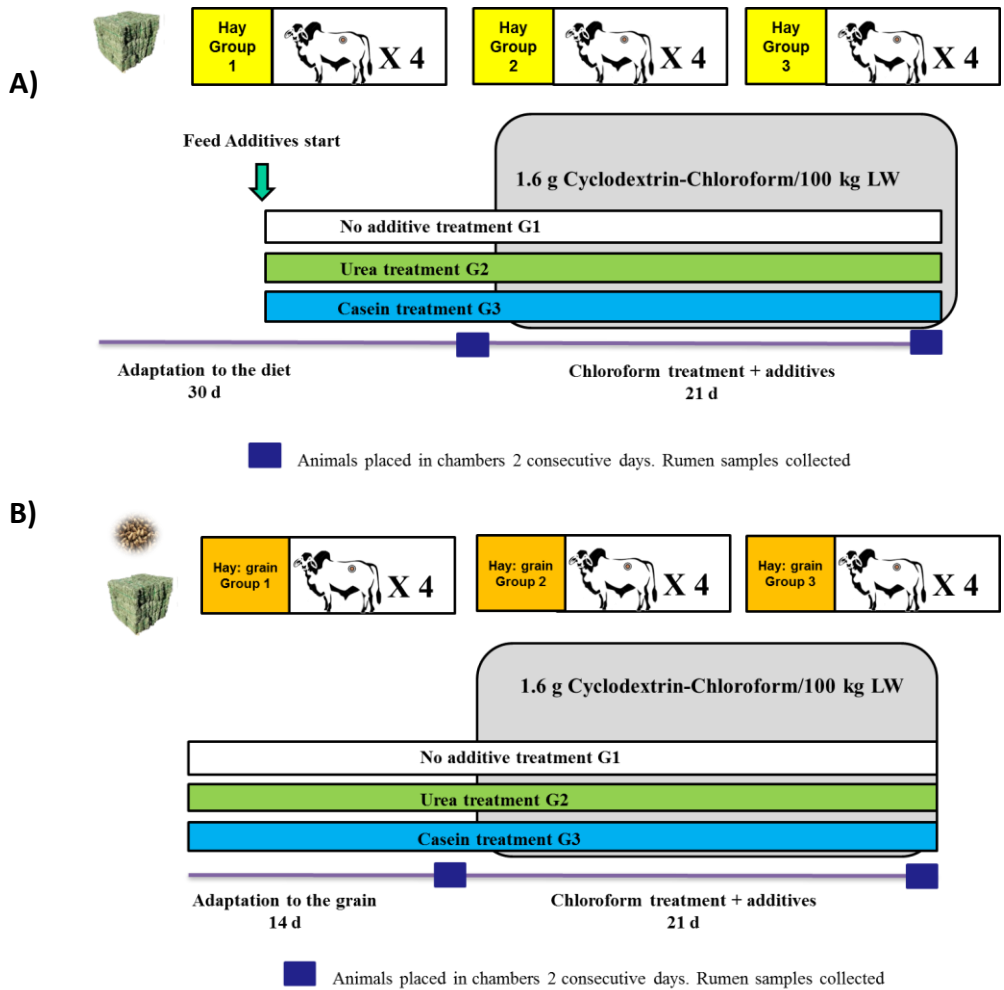 A)
Hay
Group
1
X 4
Hay
Group
2
X 4
Hay
Group
3
X 4
Feed Additives start
1.6 g Cyclodextrin-Chloroform/100 kg LW
No additive treatment G1
Urea treatment G2
Casein treatment G3
Adaptation to the diet
30 d
Chloroform treatment + additives
21 d
Animals placed in chambers 2 consecutive days. Rumen samples collected
B)
Hay: grain
Group 1
X 4
Hay: grain
Group 2
X 4
Hay: grain
Group 3
X 4
1.6 g Cyclodextrin-Chloroform/100 kg LW
No additive treatment G1
Urea treatment G2
Casein treatment G3
Adaptation to the grain
14 d
Chloroform treatment + additives
21 d
Animals placed in chambers 2 consecutive days. Rumen samples collected